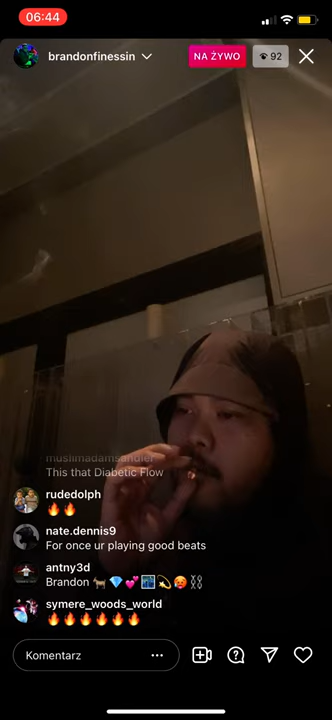 06:44
brandonfinessin
NA ŻYWO
92
muslimadamsandler
This that Diabetic Flow
rudedolph
🔥🔥
nate.dennis9
For once ur playing good beats
antny3d
Brandon 🐐💎💕🌃💫🥵⛓️
symere_woods_world
🔥🔥🔥🔥🔥🔥
Komentarz